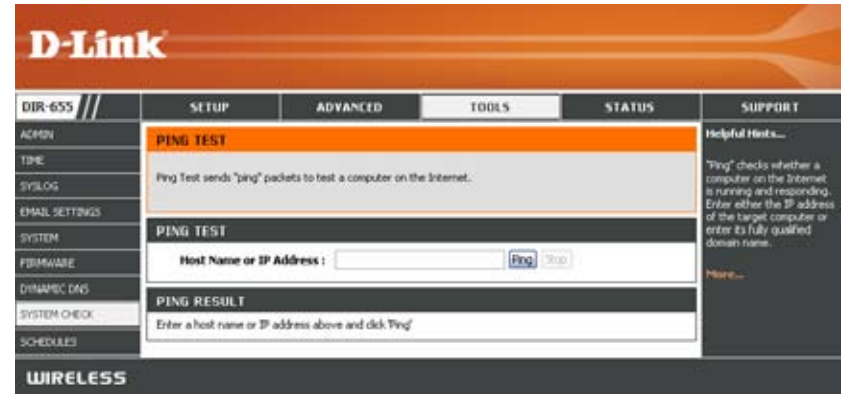 D-Link
DIR-655
SETUP
ADVANCED
TOOLS
STATUS
SUPPORT
ADMIN
TIME
SYSLOG
EMAIL SETTINGS
SYSTEM
FIRMWARE
DYNAMIC DNS
SYSTEM CHECK
SCHEDULES
PING TEST
Ping Test sends "ping" packets to test a computer on the Internet.
PING TEST
Host Name or IP Address :
Ping
Stop
PING RESULT
Enter a host name or IP address above and click 'Ping'
Helpful Hints...
"Ping" checks whether a
computer on the Internet
is running and responding.
Enter either the IP address
of the target computer or
enter its fully qualified
domain name.
More...
WIRELESS